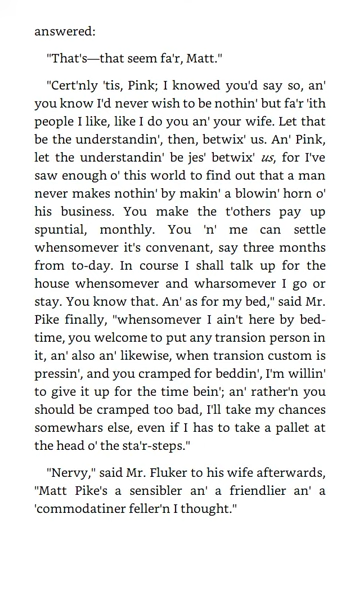 answered:
"That's—that seem fa'r, Matt."
"Cert'nly 'tis, Pink; I knowed you'd say so, an'
you know I'd never wish to be nothin' but fa'r 'ith
people I like, like I do you an' your wife. Let that
be the understandin', then, betwix' us. An' Pink,
let the understandin' be jes' betwix' us, for I've
saw enough o' this world to find out that a man
never makes nothin' by makin' a blowin' horn o'
his business. You make the t'others pay up
spuntial, monthly. You 'n' me can settle
whensomever it's convenant, say three months
from to-day. In course I shall talk up for the
house whensomever and wharsomever I go or
stay. You know that. An' as for my bed," said Mr.
Pike finally, "whensomever I ain't here by bed-
time, you welcome to put any transion person in
it, an' also an' likewise, when transion custom is
pressin', and you cramped for beddin', I'm willin'
to give it up for the time bein'; an' rather'n you
should be cramped too bad, I'll take my chances
somewhars else, even if I has to take a pallet at
the head o' the sta'r-steps."
"Nervy," said Mr. Fluker to his wife afterwards,
"Matt Pike's a sensibler an' a friendlier an' a
'commodatiner feller'n I thought."